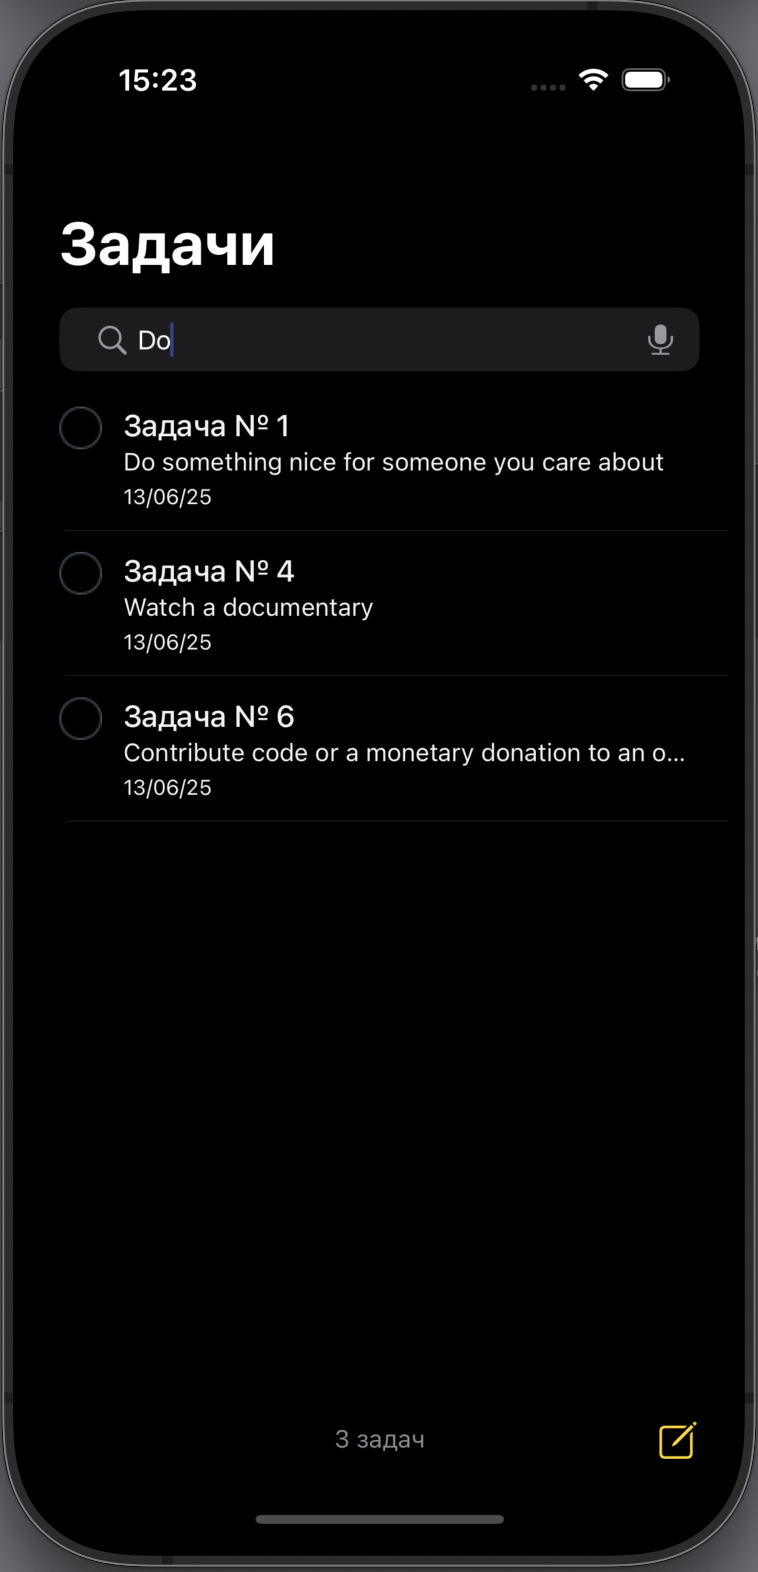 15:23
Задачи
Do
Задача № 1
Do something nice for someone you care about
13/06/25
Задача № 4
Watch a documentary
13/06/25
Задача № 6
Contribute code or a monetary donation to an o...
13/06/25
3 задач